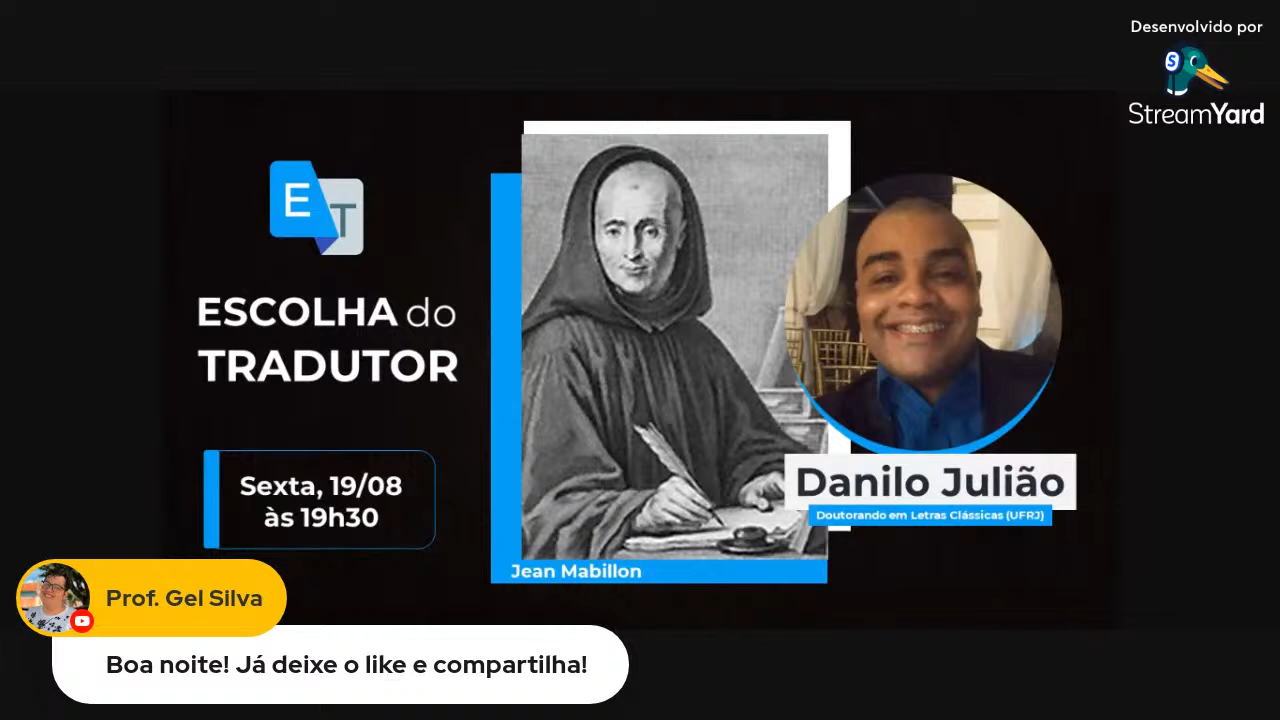 Desenvolvido por
StreamYard
E T
ESCOLHA do
TRADUTOR
Sexta, 19/08
às 19h30
Jean Mabillon
Danilo Julião
Doutorando em Letras Clássicas (UFRJ)
Prof. Gel Silva
Boa noite! Já deixe o like e compartilha!